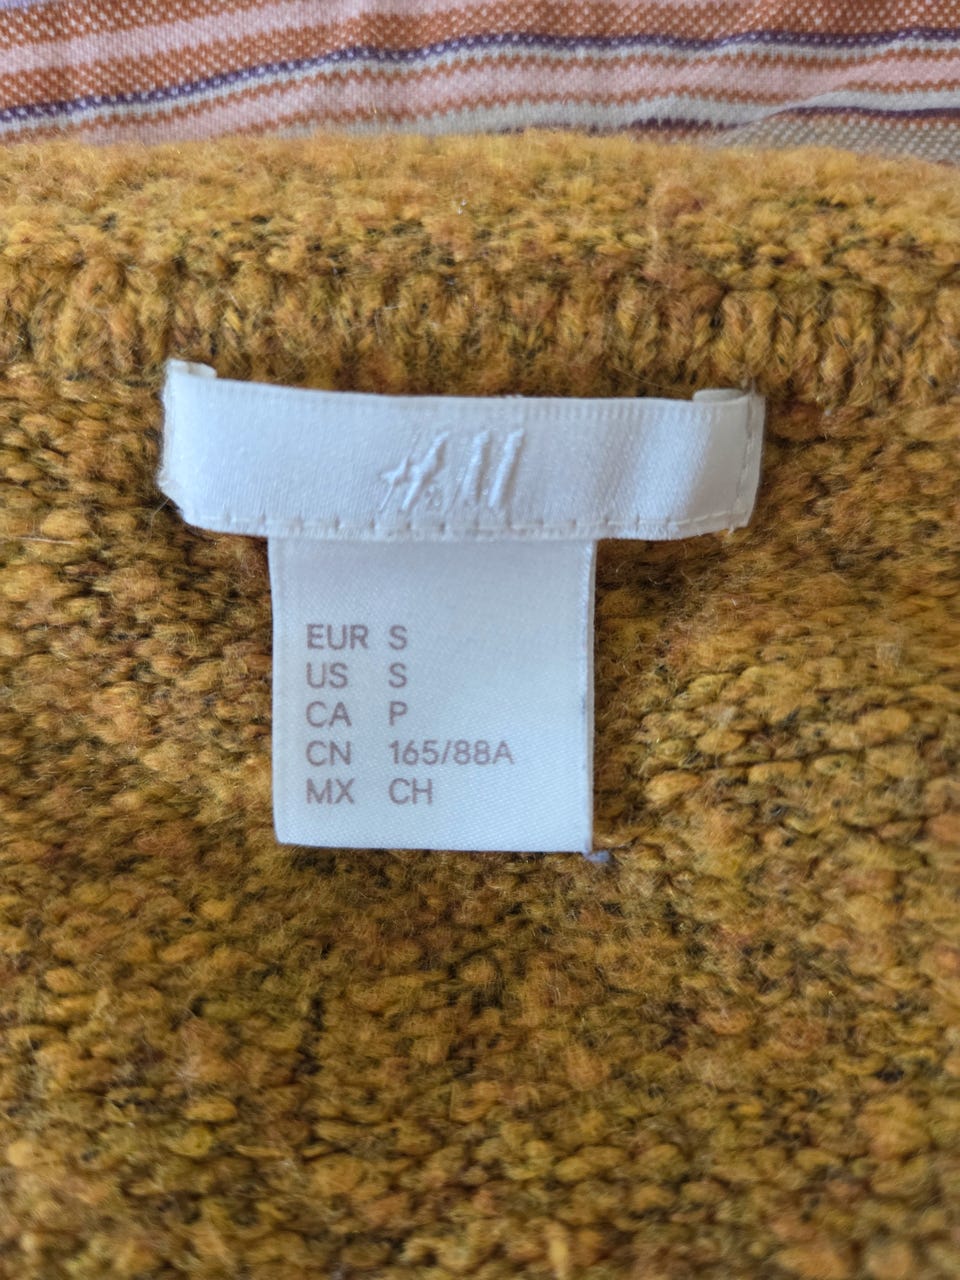 H&M
EUR S
US S
CA P
CN 165/88A
MX CH